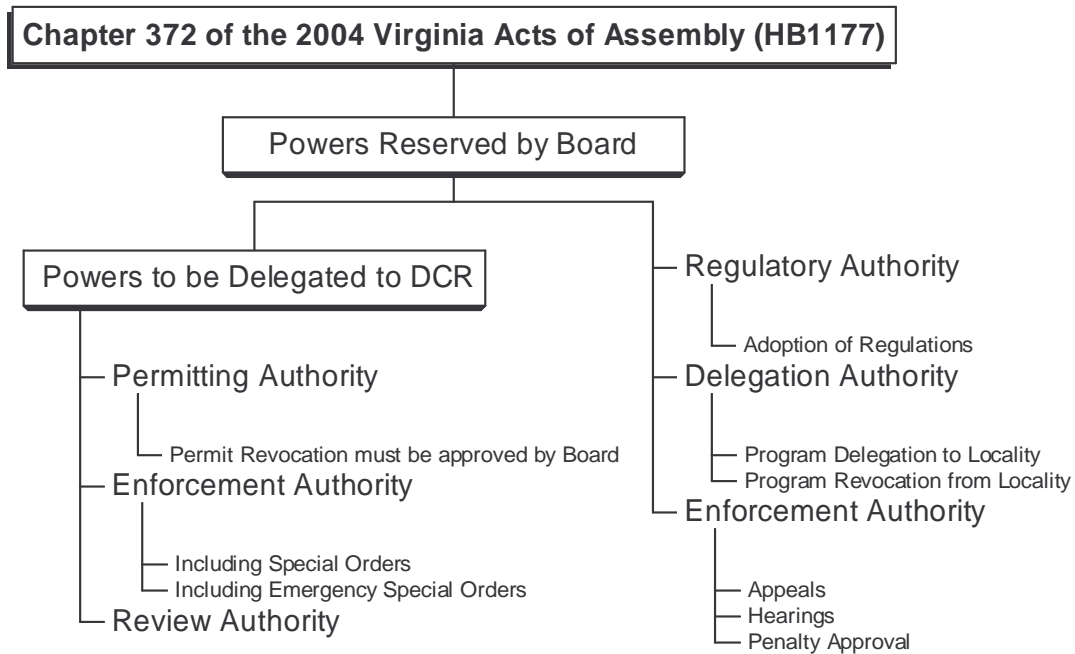 Chapter 372 of the 2004 Virginia Acts of Assembly (HB1177)
Powers Reserved by Board
Powers to be Delegated to DCR
Permitting Authority
Permit Revocation must be approved by Board
Enforcement Authority
Including Special Orders
Including Emergency Special Orders
Review Authority
Regulatory Authority
Adoption of Regulations
Delegation Authority
Program Delegation to Locality
Program Revocation from Locality
Enforcement Authority
Appeals
Hearings
Penalty Approval